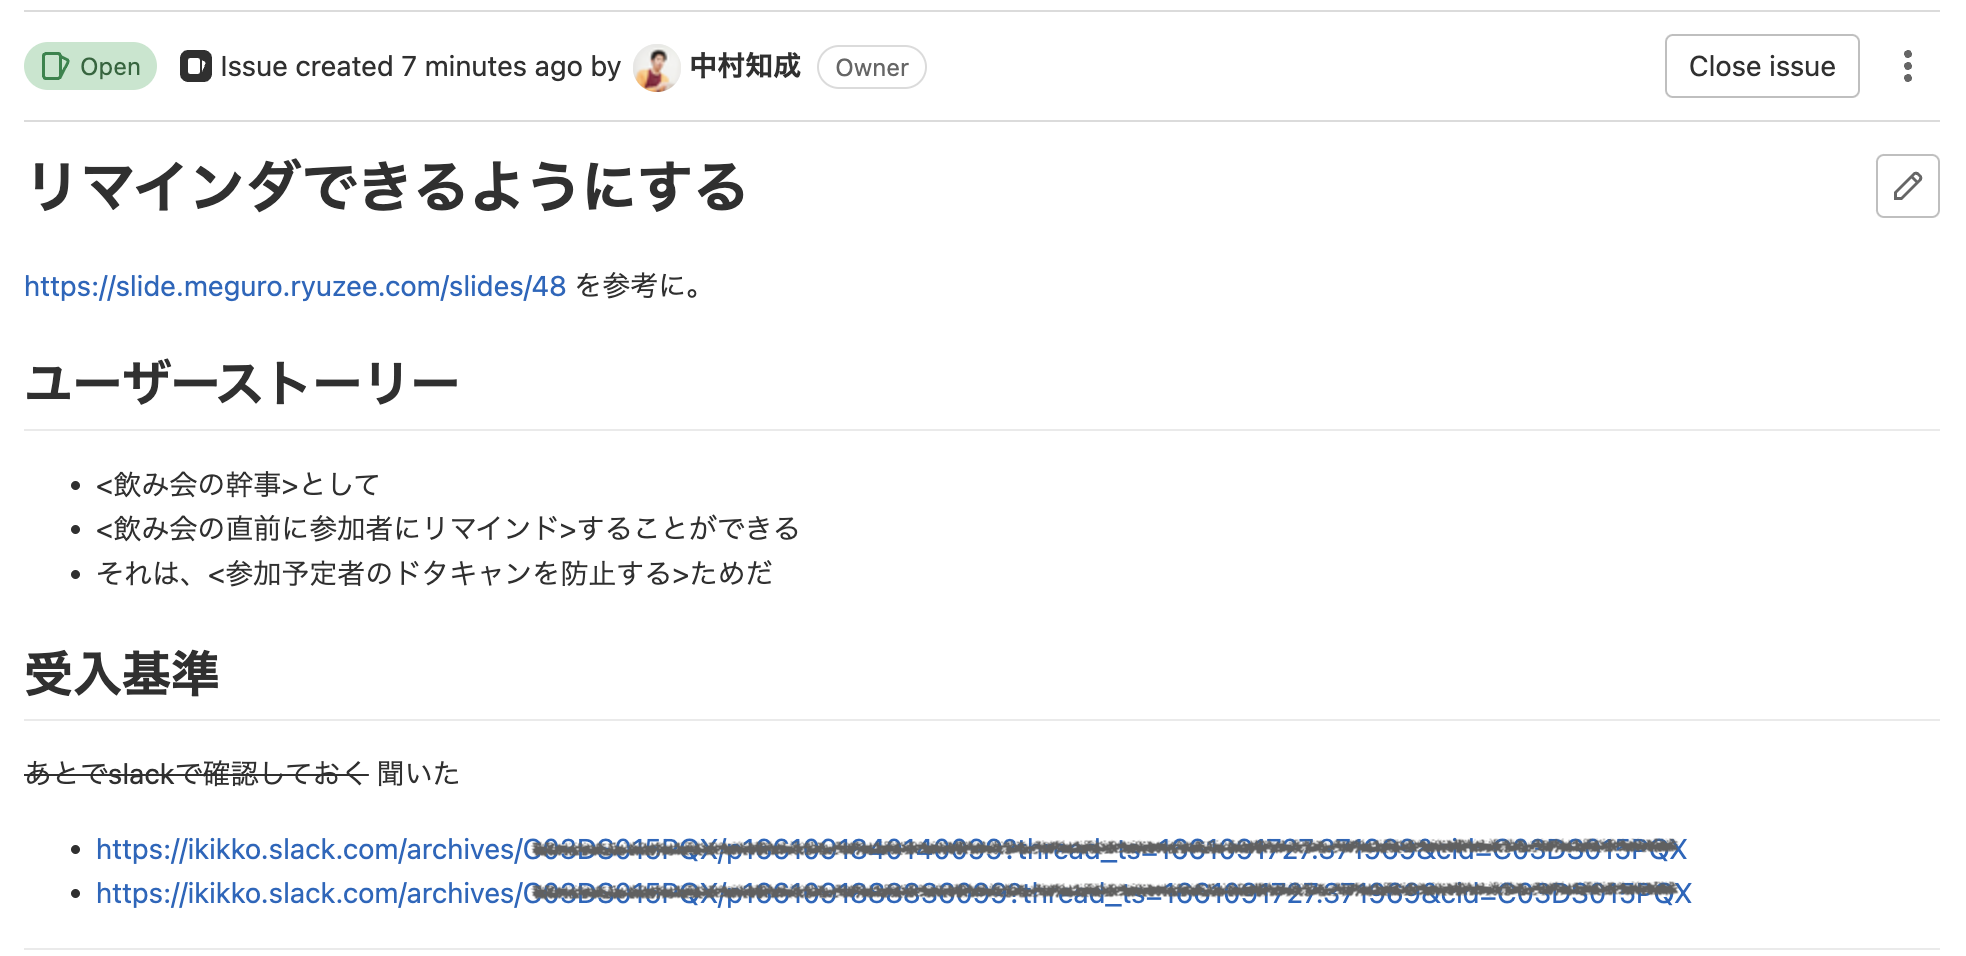 Open Issue created 7 minutes ago by 中村知成 Owner Close issue
リマインダできるようにする
https://slide.meguro.ryuzee.com/slides/48 を参考に。
ユーザーストーリー
• <飲み会の幹事>として
• <飲み会の直前に参加者にリマインド>することができる
• それは、<参加予定者のドタキャンを防止する>ためだ
受入基準
あとでslackで確認しておく 聞いた
• https://ikikko.slack.com/archives/
• https://ikikko.slack.com/archives/